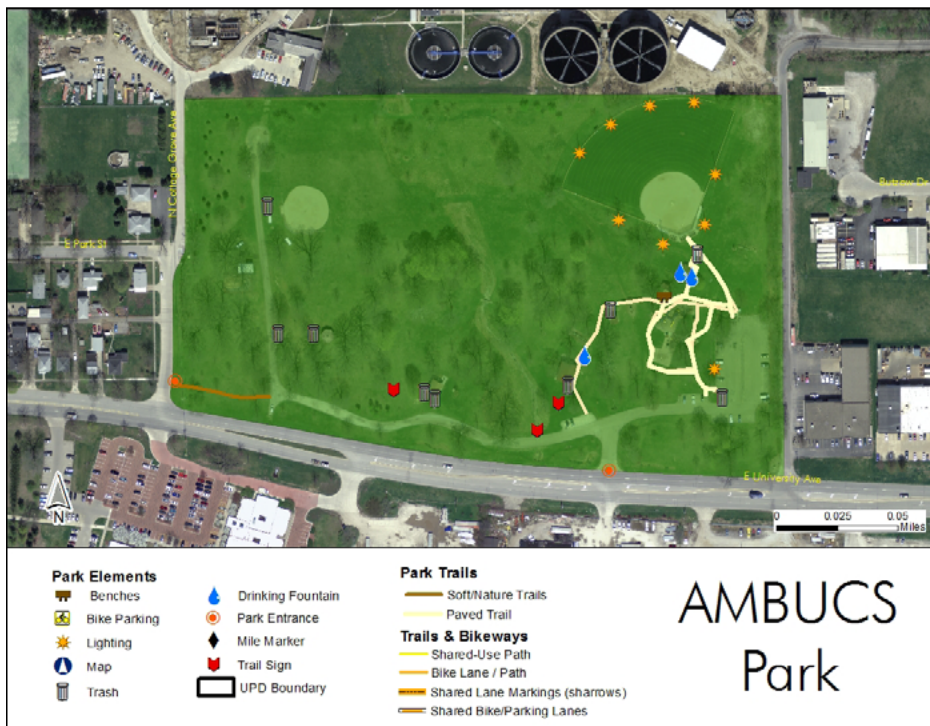 N Cottage Grove Ave
E Park St
Butzow Dr
E University Ave
N
0 0.025 0.05
Miles
Park Elements
Benches
Bike Parking
Lighting
Map
Trash
Drinking Fountain
Park Entrance
Mile Marker
Trail Sign
UPD Boundary
Park Trails
Soft/Nature Trails
Paved Trail
Trails & Bikeways
Shared-Use Path
Bike Lane / Path
Shared Lane Markings (sharrows)
Shared Bike/Parking Lanes
AMBUCS
Park